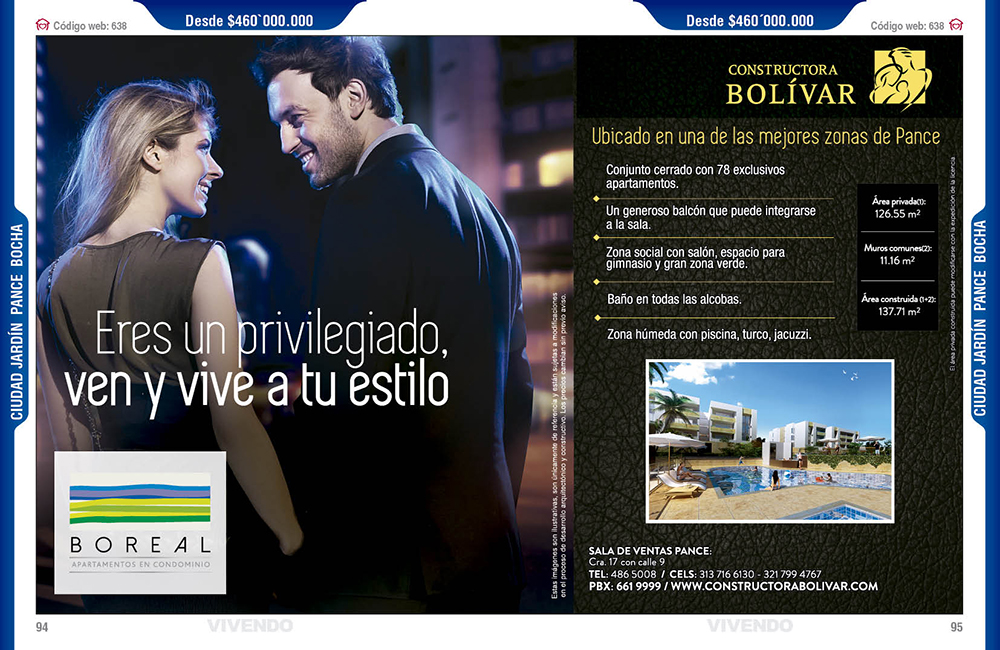 Código web: 638
Desde $460`000.000
Desde $460´000.000
Código web: 638
CIUDAD JARDÍN PANCE BOCHA
Eres un privilegiado,
ven y vive a tu estilo
BOREAL
APARTAMENTOS EN CONDOMINIO
Estas imágenes son ilustrativas, son únicamente de referencia y están sujetas a modificaciones
en el proceso de desarrollo arquitectónico y constructivo. Los precios cambian sin previo aviso.
94
VIVENDO
CONSTRUCTORA
BOLÍVAR
Ubicado en una de las mejores zonas de Pance
Conjunto cerrado con 78 exclusivos
apartamentos.
Un generoso balcón que puede integrarse
a la sala.
Zona social con salón, espacio para
gimnasio y gran zona verde.
Baño en todas las alcobas.
Zona húmeda con piscina, turco, jacuzzi.
Área privada(1):
126.55 m²
Muros comunes(2):
11.16 m²
Área construida (1+2):
137.71 m²
El área privada construida puede modificarse con la expedición de la licencia
SALA DE VENTAS PANCE:
Cra. 17 con calle 9
TEL: 486 5008 / CELS: 313 716 6130 - 321 799 4767
PBX: 661 9999 / WWW.CONSTRUCTORABOLIVAR.COM
CIUDAD JARDÍN PANCE BOCHA
VIVENDO
95